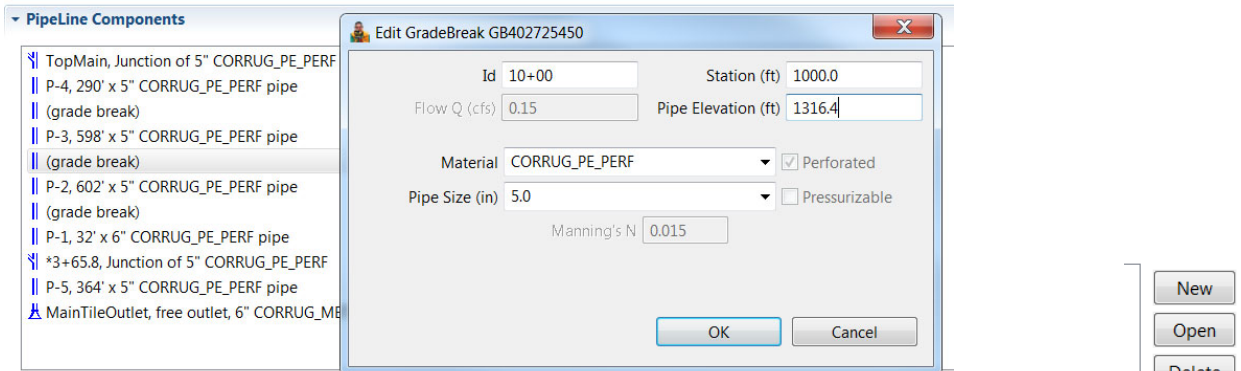 PipeLine Components
TopMain, Junction of 5" CORRUG_PE_PERF
P-4, 290' x 5" CORRUG_PE_PERF pipe
(grade break)
P-3, 598' x 5" CORRUG_PE_PERF pipe
(grade break)
P-2, 602' x 5" CORRUG_PE_PERF pipe
(grade break)
P-1, 32' x 6" CORRUG_PE_PERF pipe
*3+65.8, Junction of 5" CORRUG_PE_PERF
P-5, 364' x 5" CORRUG_PE_PERF pipe
MainTileOutlet, free outlet, 6" CORRUG_ME
Edit GradeBreak GB402725450
Id 10+00 Station (ft) 1000.0
Flow Q (cfs) 0.15 Pipe Elevation (ft) 1316.4
Material CORRUG_PE_PERF Perforated
Pipe Size (in) 5.0 Pressurizable
Manning's N 0.015
OK Cancel
New
Open
Delete